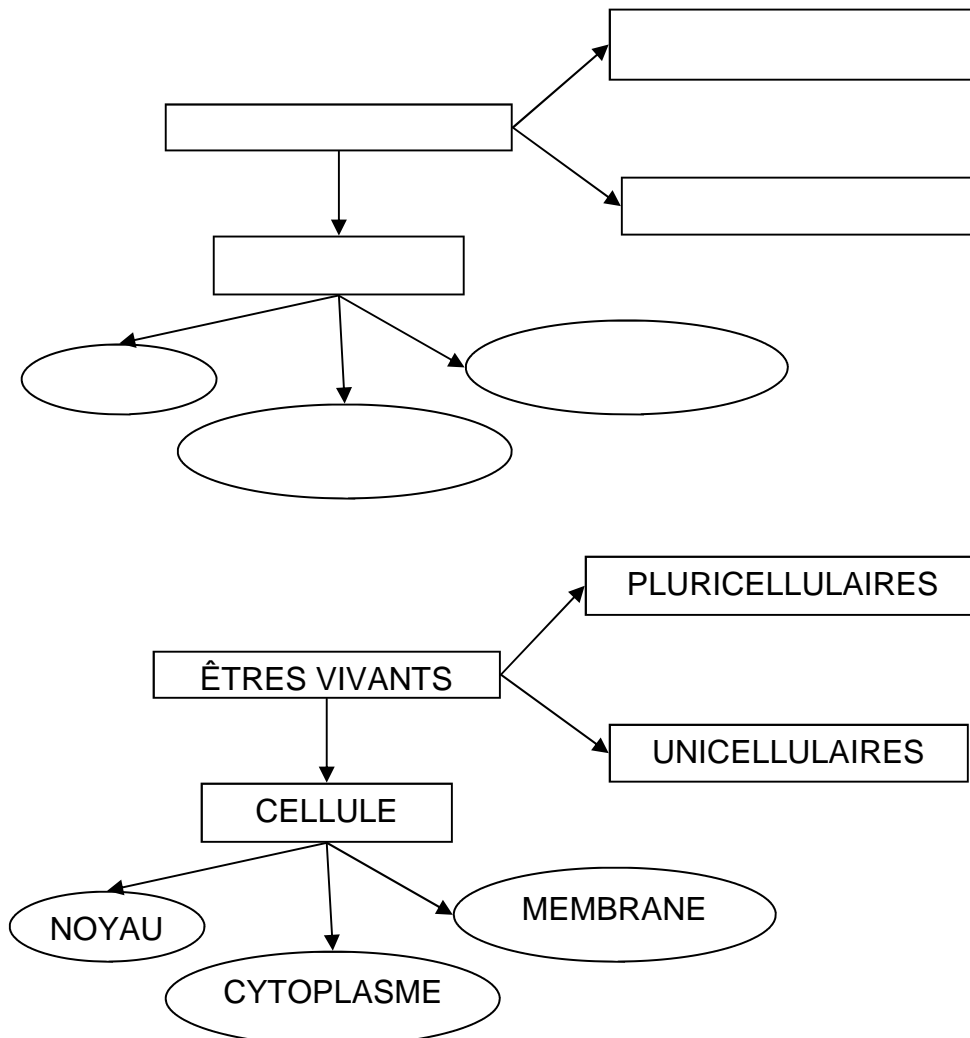 PLURICELLULAIRES
ÊTRES VIVANTS
UNICELLULAIRES
CELLULE
MEMBRANE
NOYAU
CYTOPLASME